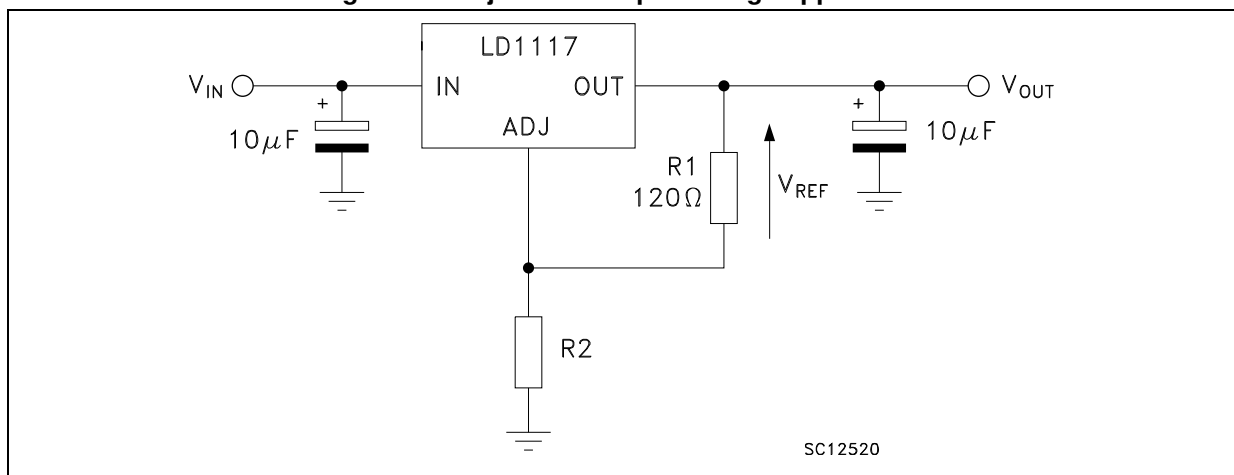 LD1117
V_IN
IN
OUT
V_OUT
+
10μF
ADJ
+
10μF
R1
120Ω
V_REF
R2
SC12520